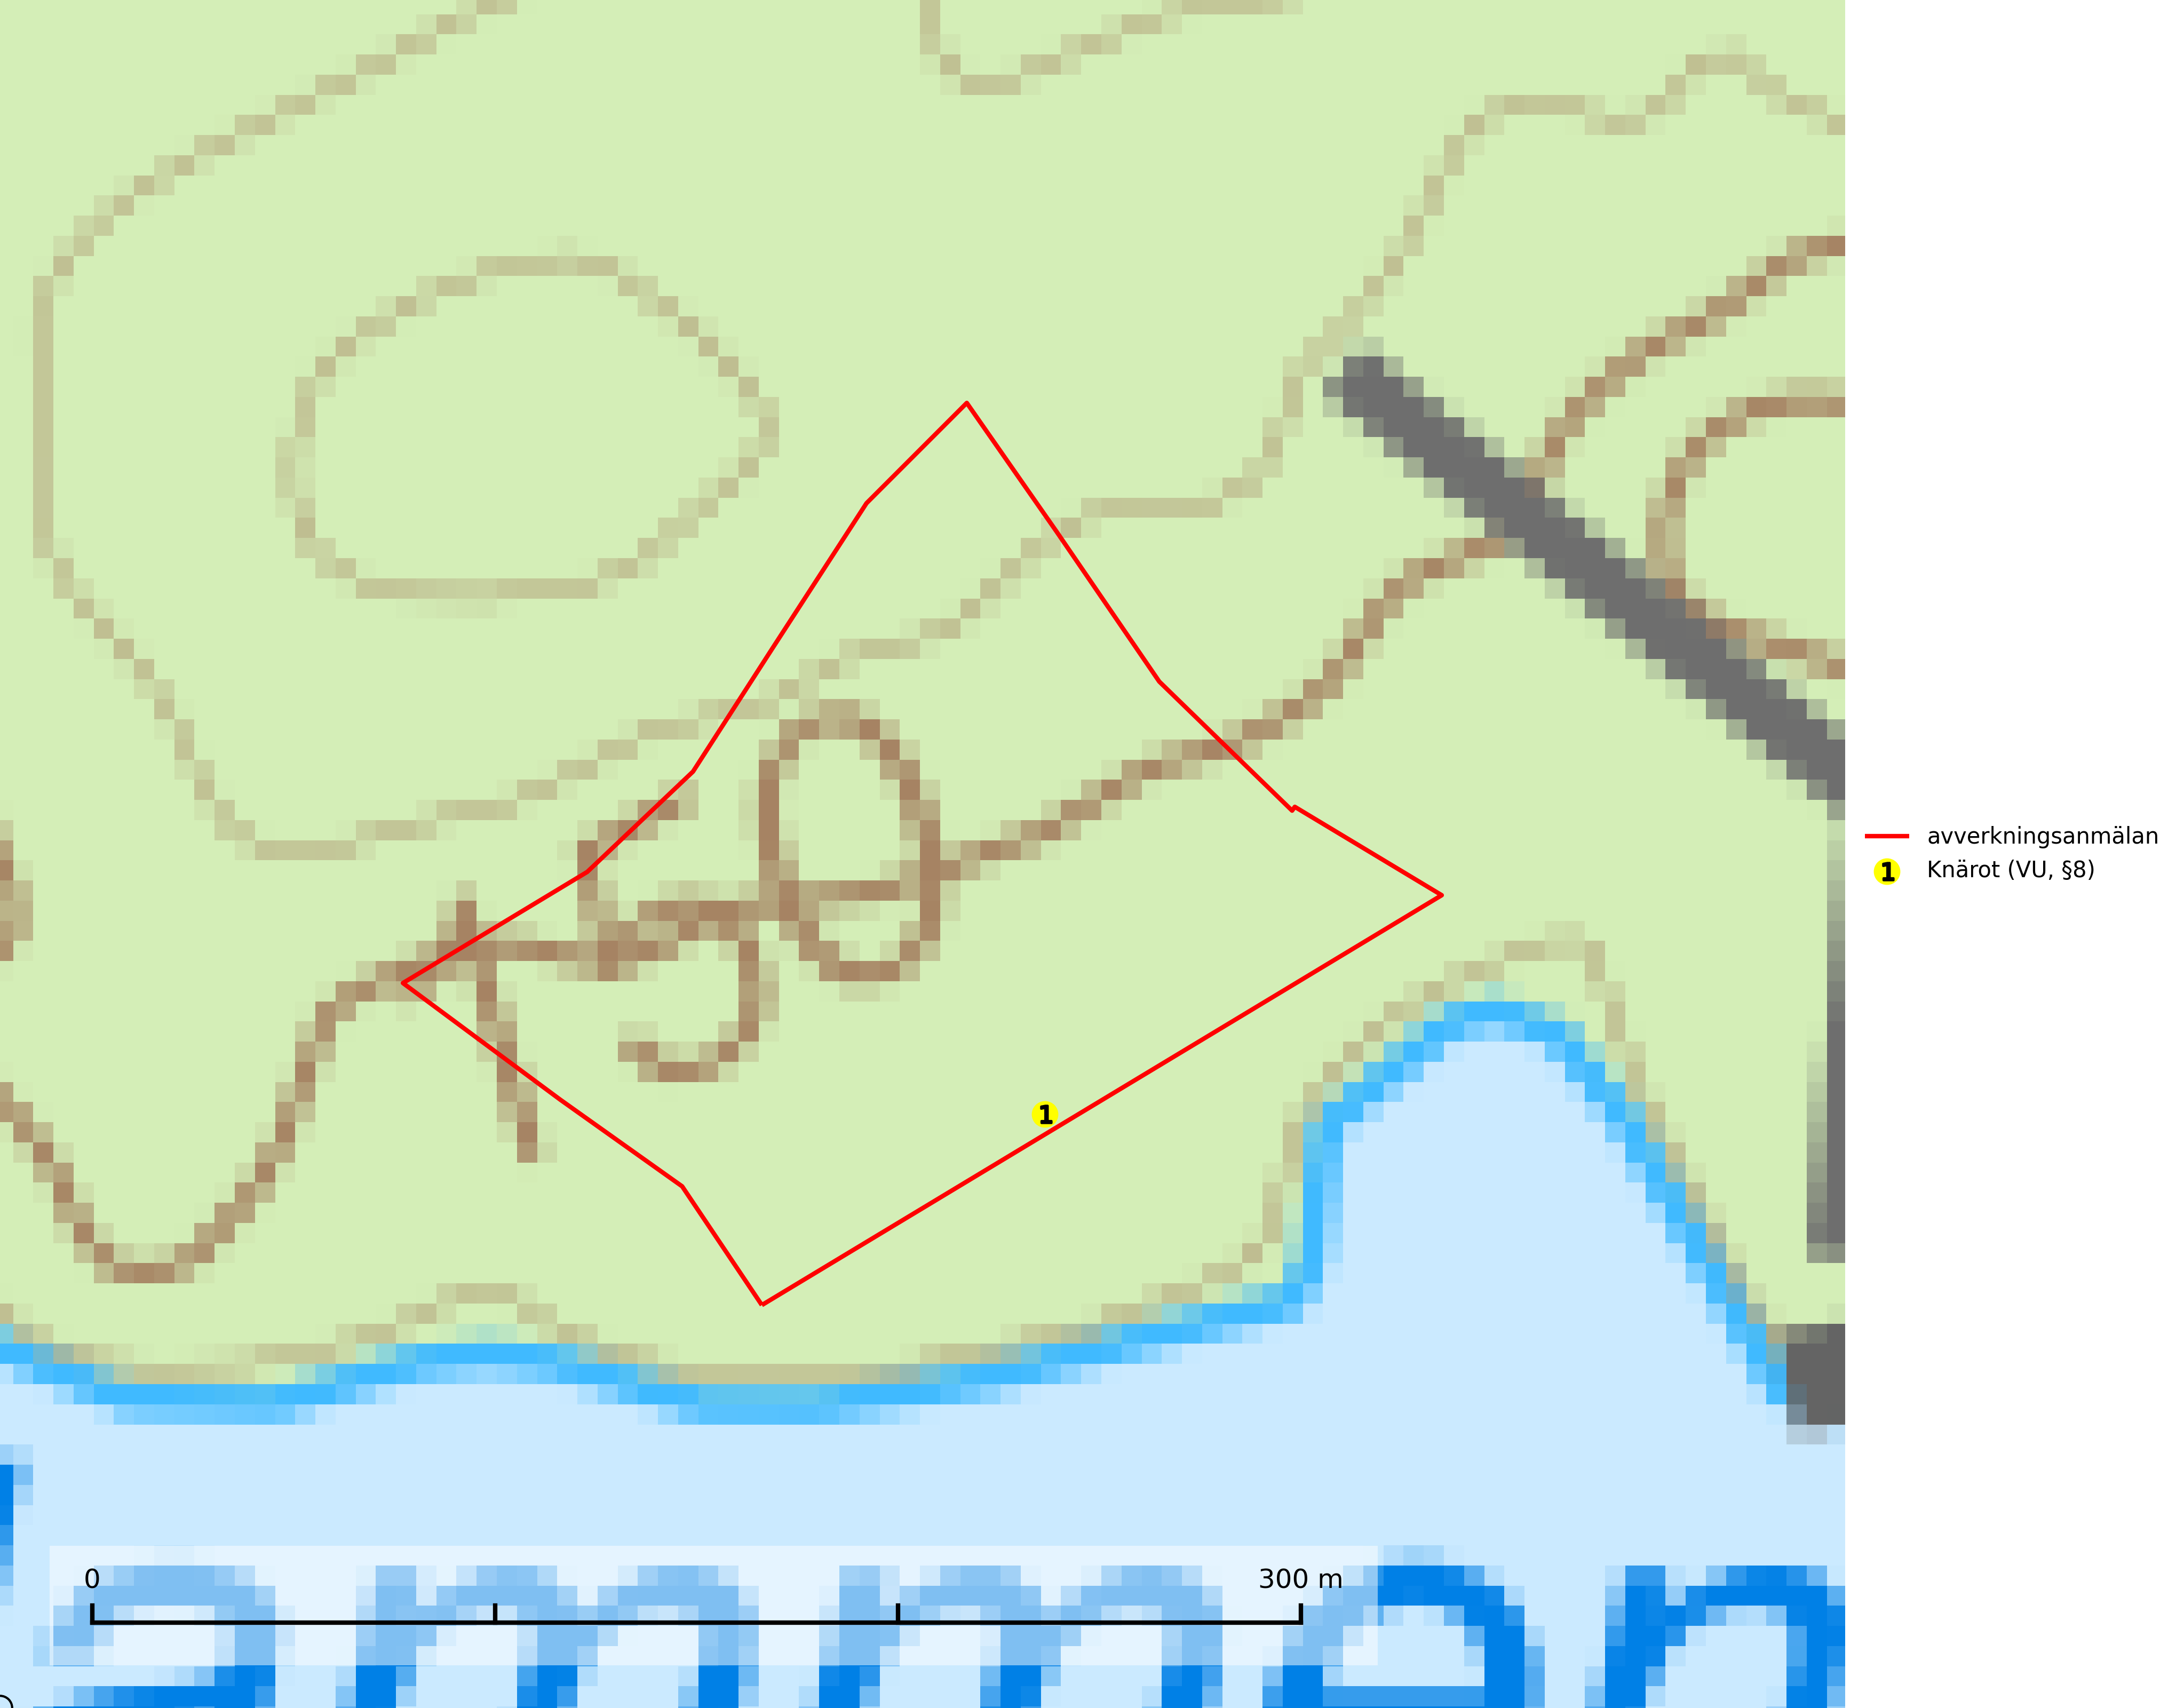 avverkningsanmälan
1 Knärot (VU, §8)
1
0 300 m